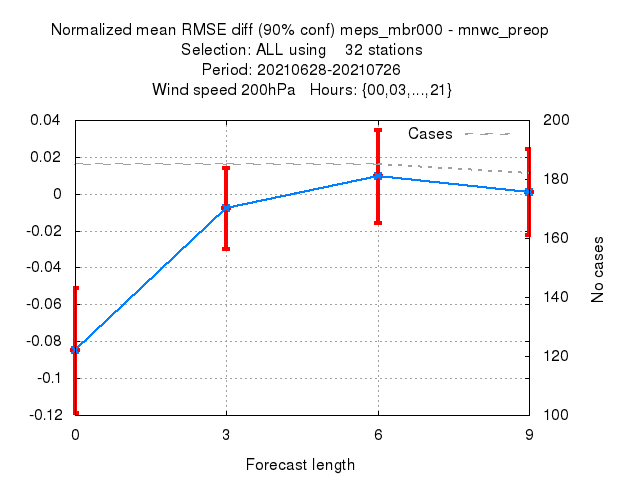 Normalized mean RMSE diff (90% conf) meps_mbr000 - mnwc_preop
Selection: ALL using    32 stations
Period: 20210628-20210726
Wind speed 200hPa   Hours: {00,03,...,21}
Cases
0.04
0.02
0
-0.02
-0.04
-0.06
-0.08
-0.1
-0.12
200
180
160
140
120
100
No cases
0 3 6 9
Forecast length